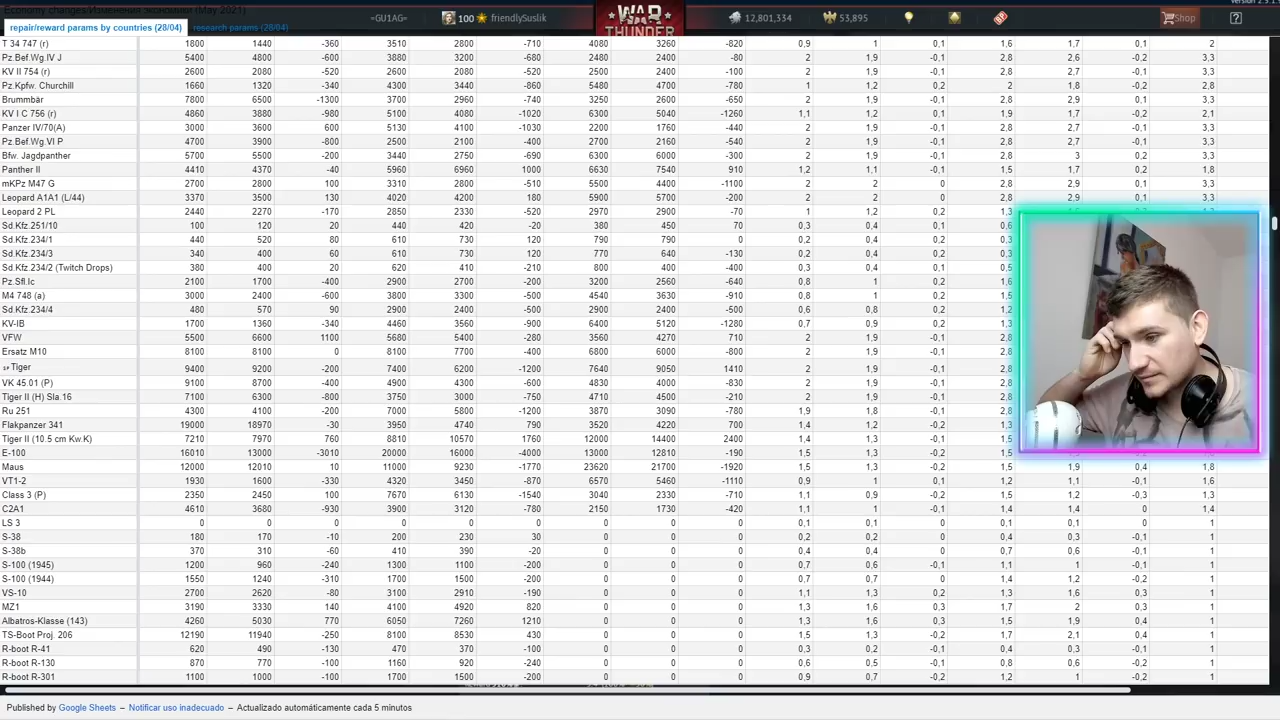 Economy changes/Изменения экономики (May 2021)
=GU1AG= 100 friendlySuslik WAR THUNDER 12,801,334 53,895 Shop
repair/reward params by countries (28/04) research params (28/04)
T 34 747 (r) 1800 1440 -360 3510 2800 -710 4080 3260 -820 0,9 1 0,1 1,6 1,7 0,1 2
Pz.Bef.Wg.IV J 5400 4800 -600 3880 3200 -680 2480 2400 -80 2 1,9 -0,1 2,8 2,6 -0,2 3,3
KV II 754 (r) 2600 2080 -520 2600 2080 -520 2500 2400 -100 2 1,9 -0,1 2,8 2,7 -0,1 3,3
Pz.Kpfw. Churchill 1660 1320 -340 4300 3440 -860 5480 4700 -780 1 1,2 0,2 2 1,8 -0,2 2,8
Brummbär 7800 6500 -1300 3700 2960 -740 3250 2600 -650 2 1,9 -0,1 2,8 2,9 0,1 3,3
KV I C 756 (r) 4860 3880 -980 5100 4080 -1020 6300 5040 -1260 1,1 1,2 0,1 1,9 1,7 -0,2 2,1
Panzer IV/70(A) 3000 3600 600 5130 4100 -1030 2200 1760 -440 2 1,9 -0,1 2,8 2,7 -0,1 3,3
Pz.Bef.Wg.VI P 4700 3900 -800 2500 2100 -400 2700 2160 -540 2 1,9 -0,1 2,8 2,7 -0,1 3,3
Bfw. Jagdpanther 5700 5500 -200 3440 2750 -690 6300 6000 -300 2 1,9 -0,1 2,8 3 0,2 3,3
Panther II 4410 4370 -40 5960 6960 1000 6630 7540 910 1,2 1,1 -0,1 1,5 1,7 0,2 1,8
mKPz M47 G 2700 2800 100 3310 2800 -510 5500 4400 -1100 2 2 0 2,8 2,9 0,1 3,3
Leopard A1A1 (L/44) 3370 3500 130 4020 4200 180 5900 5700 -200 2 2 0 2,8 2,9 0,1 3,3
Leopard 2 PL 2440 2270 -170 2850 2330 -520 2970 2900 -70 1 1,2 0,2 1,3
Sd.Kfz.251/10 100 120 20 440 420 -20 380 450 70 0,3 0,4 0,1 0,6
Sd.Kfz.234/1 440 520 80 610 730 120 790 790 0 0,2 0,4 0,2 0,3
Sd.Kfz.234/3 340 400 60 610 730 120 770 640 -130 0,2 0,4 0,2 0,3
Sd.Kfz.234/2 (Twitch Drops) 380 400 20 620 410 -210 800 400 -400 0,3 0,4 0,1 0,5
Pz.Sfl.Ic 2100 1700 -400 2900 2700 -200 3200 2560 -640 0,8 1 0,2 1,6
M4 748 (a) 3000 2400 -600 3800 3300 -500 4540 3630 -910 0,8 1 0,2 1,5
Sd.Kfz.234/4 480 570 90 2900 2400 -500 2900 2400 -500 0,6 0,8 0,2 1,2
KV-IB 1700 1360 -340 4460 3560 -900 6400 5120 -1280 0,7 0,9 0,2 1,3
VFW 5500 6600 1100 5680 5400 -280 3560 4270 710 2 1,9 -0,1 2,8
Ersatz M10 8100 8100 0 8100 7700 -400 6800 6000 -800 2 1,9 -0,1 2,8
Tiger 9400 9200 -200 7400 6200 -1200 7640 9050 1410 2 1,9 -0,1 2,8
VK 45.01 (P) 9100 8700 -400 4900 4300 -600 4830 4000 -830 2 1,9 -0,1 2,8
Tiger II (H) Sla.16 7100 6300 -800 3750 3000 -750 4710 4500 -210 2 1,9 -0,1 2,8
Ru 251 4300 4100 -200 7000 5800 -1200 3870 3090 -780 1,9 1,8 -0,1 2,8
Flakpanzer 341 19000 18970 -30 3950 4740 790 3520 4220 700 1,4 1,2 -0,2 1,3
Tiger II (10.5 cm Kw.K) 7210 7970 760 8810 10570 1760 12000 14400 2400 1,4 1,3 -0,1 1,5
E-100 16010 13000 -3010 20000 16000 -4000 13000 12810 -190 1,5 1,3 -0,2 1,5
Maus 12000 12010 10 11000 9230 -1770 23620 21700 -1920 1,5 1,3 -0,2 1,5 1,9 0,4 1,8
VT1-2 1930 1600 -330 4320 3450 -870 6570 5460 -1110 0,9 1 0,1 1,2 1,1 -0,1 1,6
Class 3 (P) 2350 2450 100 7670 6130 -1540 3040 2330 -710 1,1 0,9 -0,2 1,5 1,2 -0,3 1,3
C2A1 4610 3680 -930 3900 3120 -780 2150 1730 -420 1,1 1 -0,1 1,4 1,4 0 1,4
LS 3 0 0 0 0 0 0 0 0 0 0,1 0,1 0 0,1 0,1 0 1
S-38 180 170 -10 200 230 30 0 0 0 0,2 0,2 0 0,4 0,3 -0,1 1
S-38b 370 310 -60 410 390 -20 0 0 0 0,4 0,4 0 0,7 0,6 -0,1 1
S-100 (1945) 1200 960 -240 1300 1100 -200 0 0 0 0,7 0,6 -0,1 1,1 1 -0,1 1
S-100 (1944) 1550 1240 -310 1700 1500 -200 0 0 0 0,7 0,7 0 1,4 1,2 -0,2 1
VS-10 2700 2620 -80 3100 2910 -190 0 0 0 1,1 1,3 0,2 1,3 1,6 0,3 1
MZ1 3190 3330 140 4100 4920 820 0 0 0 1,3 1,6 0,3 1,7 2 0,3 1
Albatros-Klasse (143) 4260 5030 770 6050 7260 1210 0 0 0 1,3 1,6 0,3 1,5 1,9 0,4 1
TS-Boot Proj. 206 12190 11940 -250 8100 8530 430 0 0 0 1,5 1,3 -0,2 1,7 2,1 0,4 1
R-boot R-41 620 490 -130 470 370 -100 0 0 0 0,3 0,2 -0,1 0,4 0,3 -0,1 1
R-boot R-130 870 770 -100 1160 920 -240 0 0 0 0,6 0,5 -0,1 0,8 0,6 -0,2 1
R-boot R-301 1100 1000 -100 1700 1500 -200 0 0 0 0,9 0,7 -0,2 1,2 1 -0,2 1
Published by Google Sheets – Notificar uso inadecuado – Actualizado automáticamente cada 5 minutos